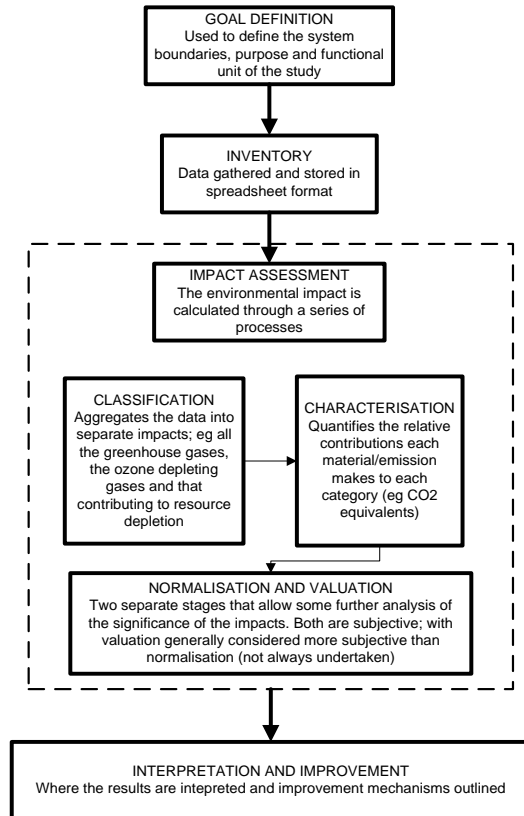 GOAL DEFINITION
Used to define the system
boundaries, purpose and functional
unit of the study
INVENTORY
Data gathered and stored in
spreadsheet format
IMPACT ASSESSMENT
The environmental impact is
calculated through a series of
processes
CLASSIFICATION
Aggregates the data into
separate impacts; eg all
the greenhouse gases,
the ozone depleting
gases and that
contributing to resource
depletion
CHARACTERISATION
Quantifies the relative
contributions each
material/emission
makes to each
category (eg CO2
equivalents)
NORMALISATION AND VALUATION
Two separate stages that allow some further analysis of
the significance of the impacts. Both are subjective; with
valuation generally considered more subjective than
normalisation (not always undertaken)
INTERPRETATION AND IMPROVEMENT
Where the results are intepreted and improvement mechanisms outlined